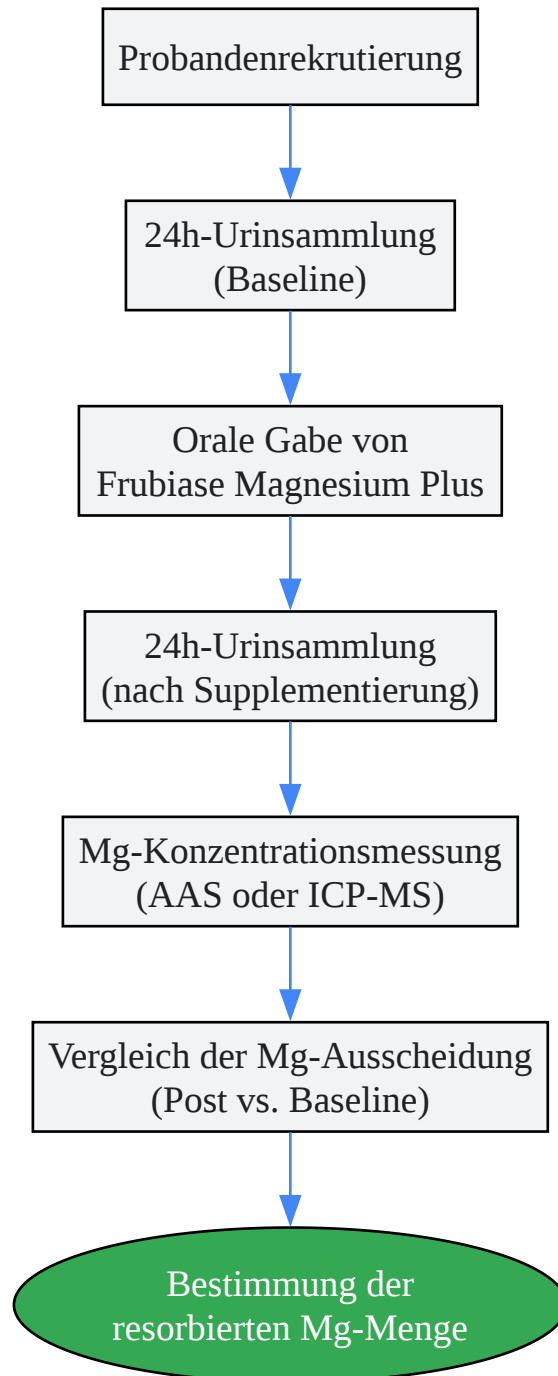 Probandenrekrutierung
24h-Urinsammlung
(Baseline)
Orale Gabe von
Frubiase Magnesium Plus
24h-Urinsammlung
(nach Supplementierung)
Mg-Konzentrationsmessung
(AAS oder ICP-MS)
Vergleich der Mg-Ausscheidung
(Post vs. Baseline)
Bestimmung der
resorbierten Mg-Menge